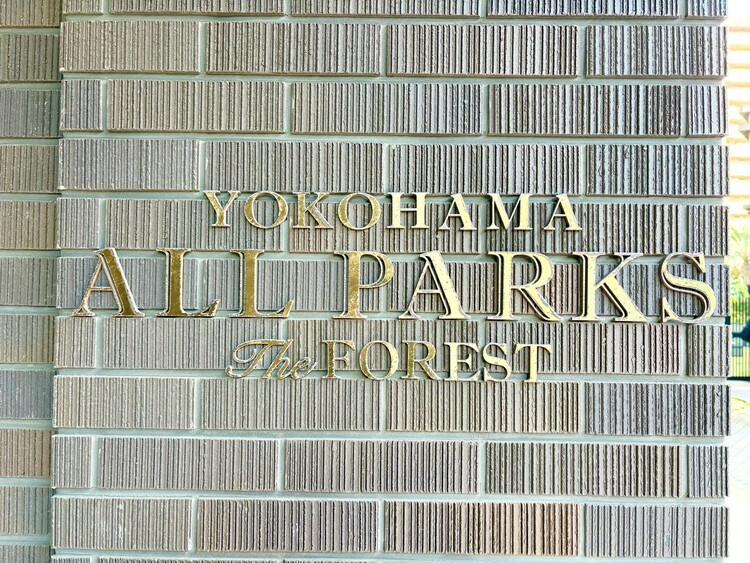 YOKOHAMA
ALL PARKS
The FOREST